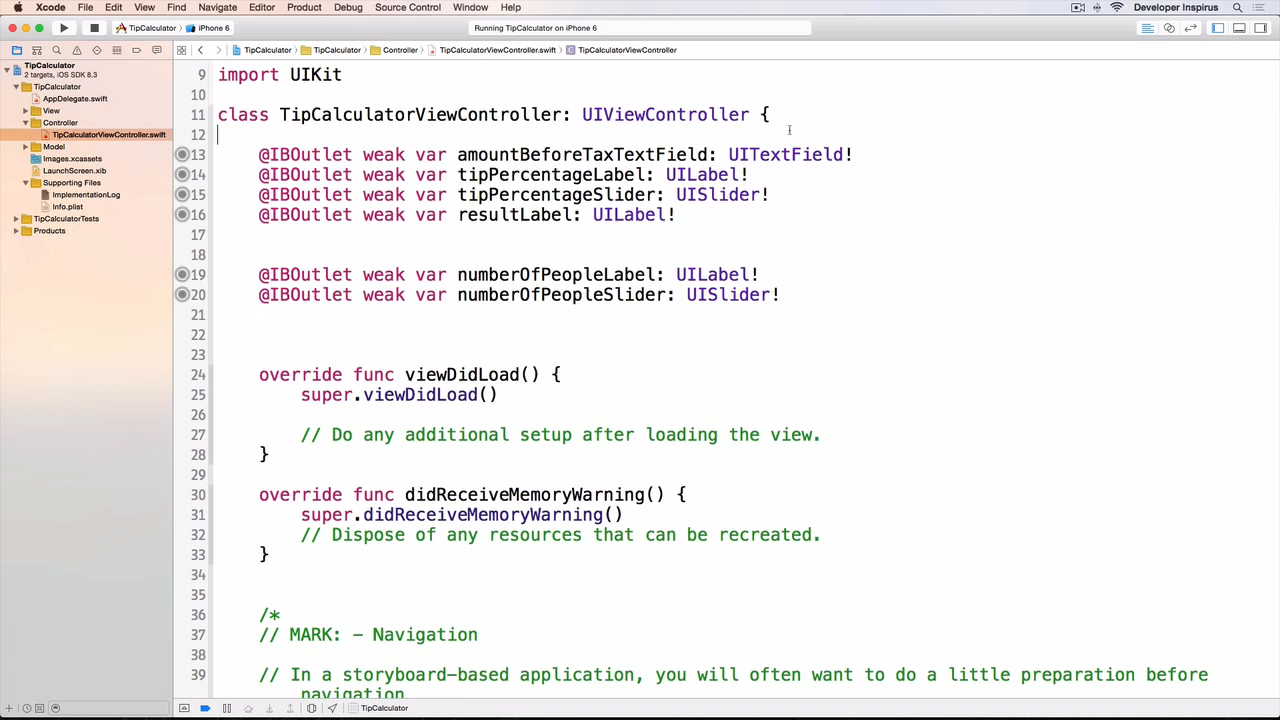 Xcode File Edit View Find Navigate Editor Product Debug Source Control Window Help Developer Inspirus
TipCalculator iPhone 6 Running TipCalculator on iPhone 6
TipCalculator TipCalculator Controller TipCalculatorViewController.swift TipCalculatorViewController
TipCalculator
2 targets, iOS SDK 8.3
TipCalculator
AppDelegate.swift
View
Controller
TipCalculatorViewController.swift
Model
Images.xcassets
LaunchScreen.xib
Supporting Files
ImplementationLog
Info.plist
TipCalculatorTests
Products
9 import UIKit
10
11 class TipCalculatorViewController: UIViewController {
12
13 @IBOutlet weak var amountBeforeTaxTextField: UITextField!
14 @IBOutlet weak var tipPercentageLabel: UILabel!
15 @IBOutlet weak var tipPercentageSlider: UISlider!
16 @IBOutlet weak var resultLabel: UILabel!
17
18
19 @IBOutlet weak var numberOfPeopleLabel: UILabel!
20 @IBOutlet weak var numberOfPeopleSlider: UISlider!
21
22
23
24 override func viewDidLoad() {
25 super.viewDidLoad()
26
27 // Do any additional setup after loading the view.
28 }
29
30 override func didReceiveMemoryWarning() {
31 super.didReceiveMemoryWarning()
32 // Dispose of any resources that can be recreated.
33 }
34
35
36 /*
37 // MARK: - Navigation
38
39 // In a storyboard-based application, you will often want to do a little preparation before
navigation
TipCalculator